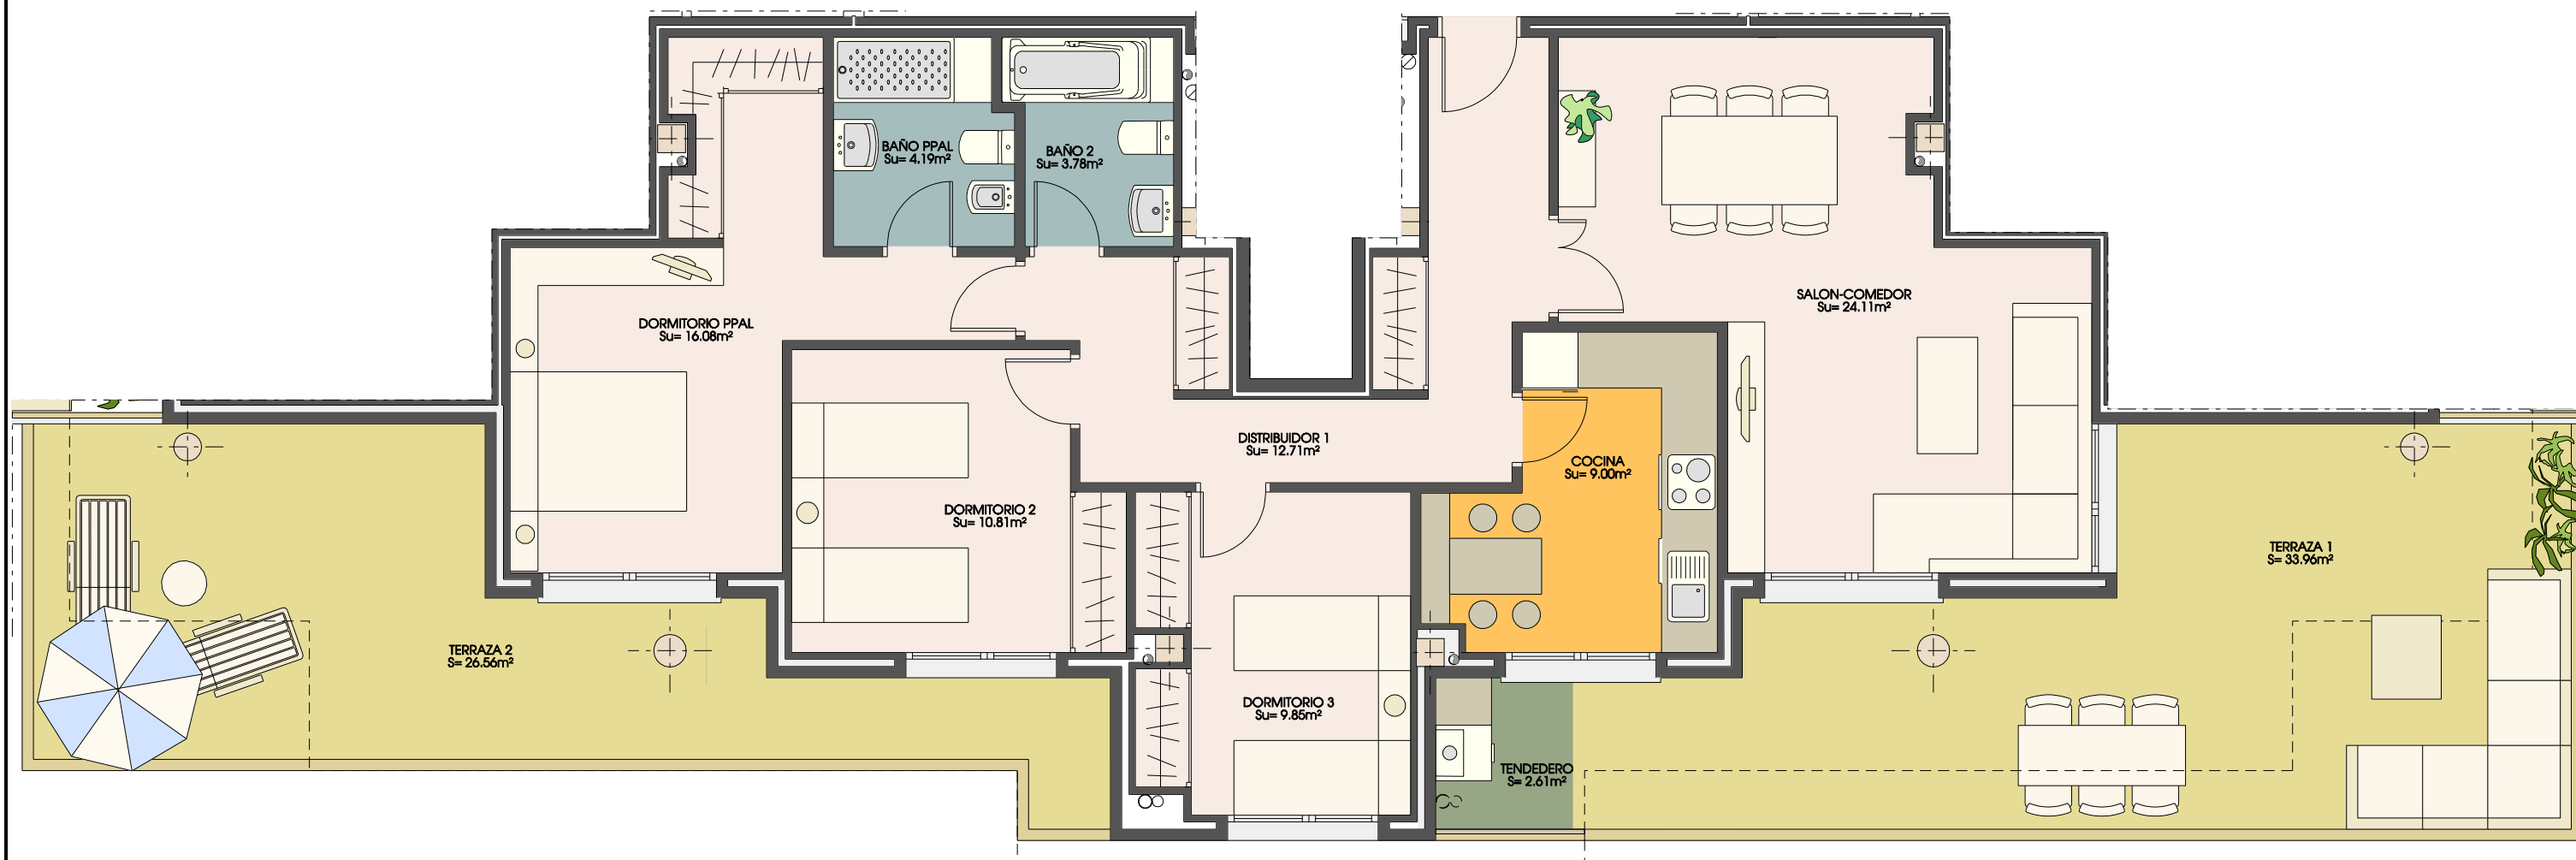 BAÑO PPAL
Su= 4.19m²
BAÑO 2
Su= 3.78m²
DORMITORIO PPAL
Su= 16.08m²
SALON-COMEDOR
Su= 24.11m²
DISTRIBUIDOR 1
Su= 12.71m²
COCINA
Su= 9.00m²
DORMITORIO 2
Su= 10.81m²
TERRAZA 1
S= 33.96m²
TERRAZA 2
S= 26.56m²
DORMITORIO 3
Su= 9.85m²
TENDEDERO
S= 2.61m²